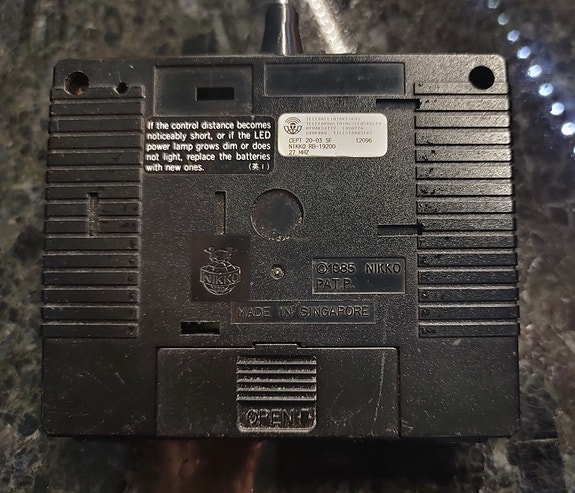 If the control distance becomes
noticeably short, or if the LED
power lamp grows dim or does
not light, replace the batteries
with new ones. (英1)
CEPT 20-03 SF 12096
NIKKO RB-19200
27 MHZ
NIKKO
©1985 NIKKO
PAT.P.
MADE IN SINGAPORE
OPEN